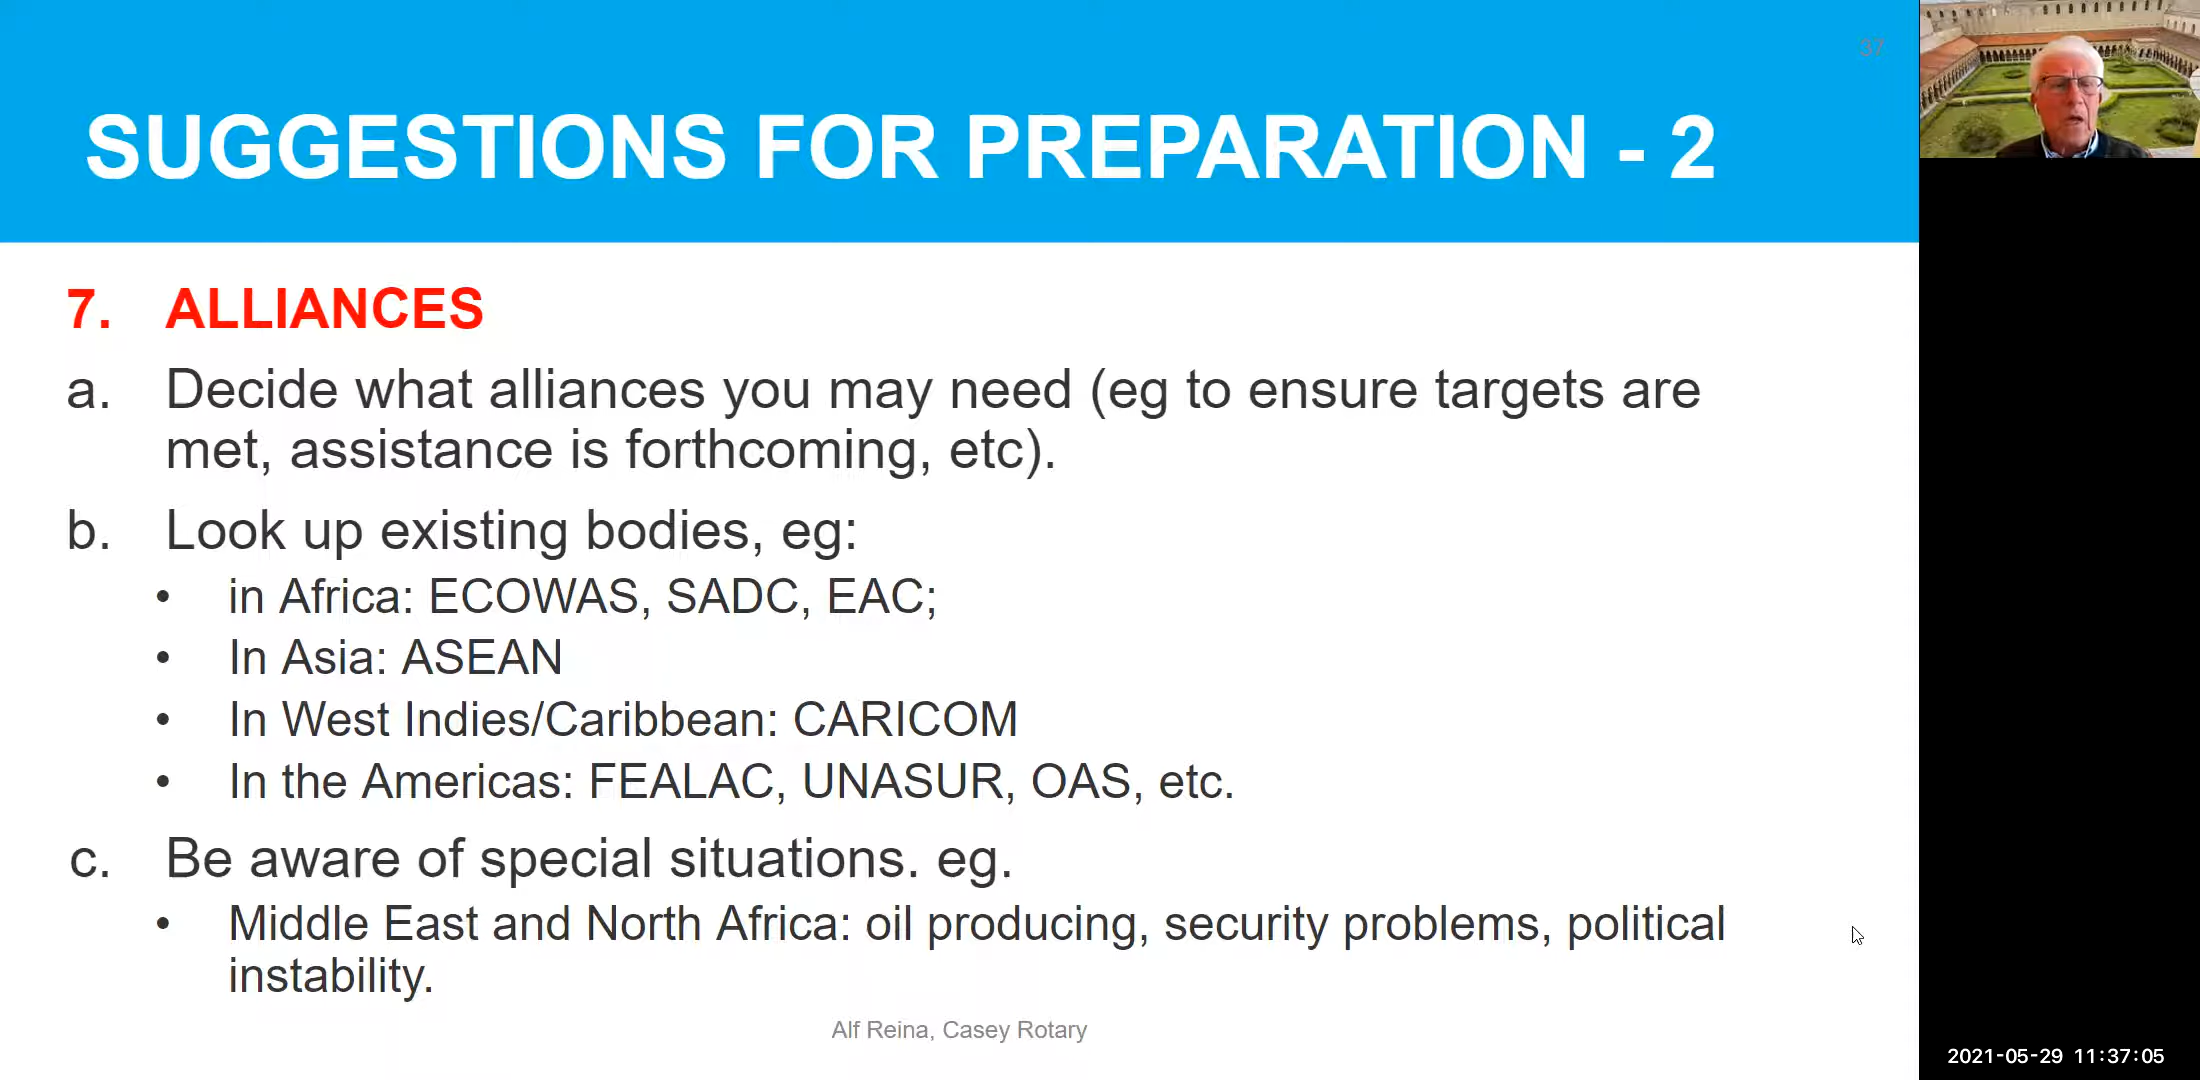 37
SUGGESTIONS FOR PREPARATION - 2
7. ALLIANCES
a. Decide what alliances you may need (eg to ensure targets are
met, assistance is forthcoming, etc).
b. Look up existing bodies, eg:
• in Africa: ECOWAS, SADC, EAC;
• In Asia: ASEAN
• In West Indies/Caribbean: CARICOM
• In the Americas: FEALAC, UNASUR, OAS, etc.
c. Be aware of special situations. eg.
• Middle East and North Africa: oil producing, security problems, political
instability.
Alf Reina, Casey Rotary
2021-05-29 11:37:05